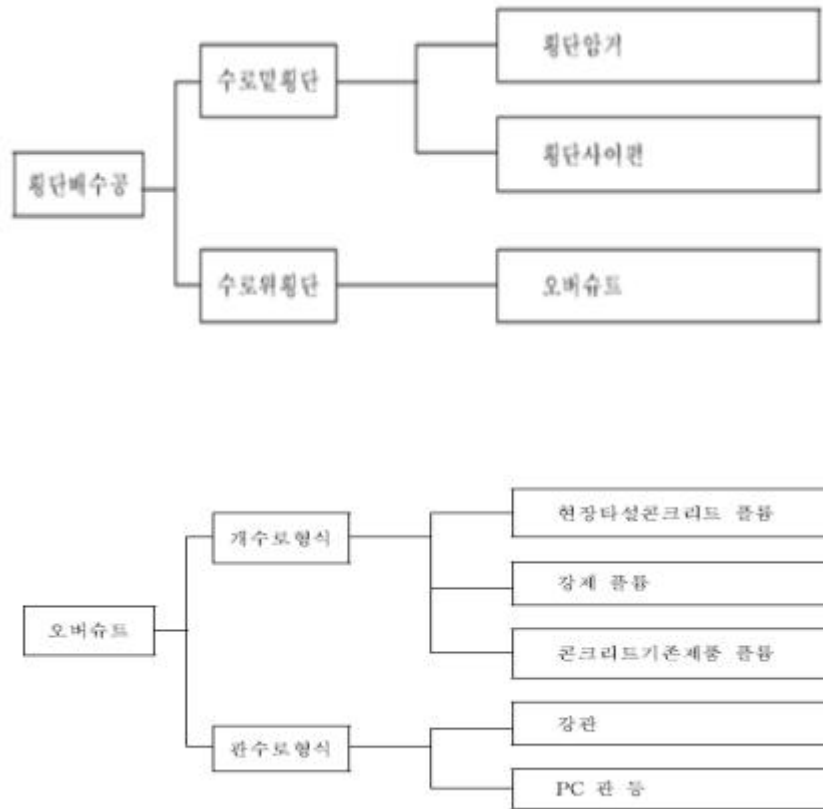 횡단배수공
수로밑횡단
횡단암거
횡단사이펀
수로위횡단
오버슈트
오버슈트
개수로형식
현장타설콘크리트 플륨
강제 플륨
콘크리트기존제품 플륨
관수로형식
강관
PC 관 등